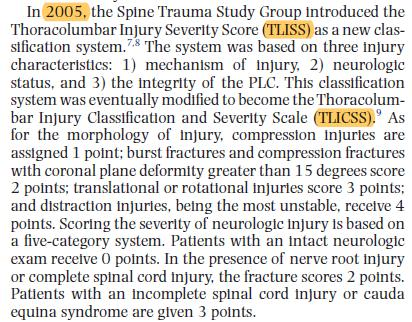 In 2005, the Spine Trauma Study Group introduced the
Thoracolumbar Injury Severity Score (TLISS) as a new clas-
sification system.7,8 The system was based on three injury
characteristics: 1) mechanism of injury, 2) neurologic
status, and 3) the integrity of the PLC. This classification
system was eventually modified to become the Thoracolum-
bar Injury Classification and Severity Scale (TLICSS).9 As
for the morphology of injury, compression injuries are
assigned 1 point; burst fractures and compression fractures
with coronal plane deformity greater than 15 degrees score
2 points; translational or rotational injuries score 3 points;
and distraction injuries, being the most unstable, receive 4
points. Scoring the severity of neurologic injury is based on
a five-category system. Patients with an intact neurologic
exam receive 0 points. In the presence of nerve root injury
or complete spinal cord injury, the fracture scores 2 points.
Patients with an incomplete spinal cord injury or cauda
equina syndrome are given 3 points.